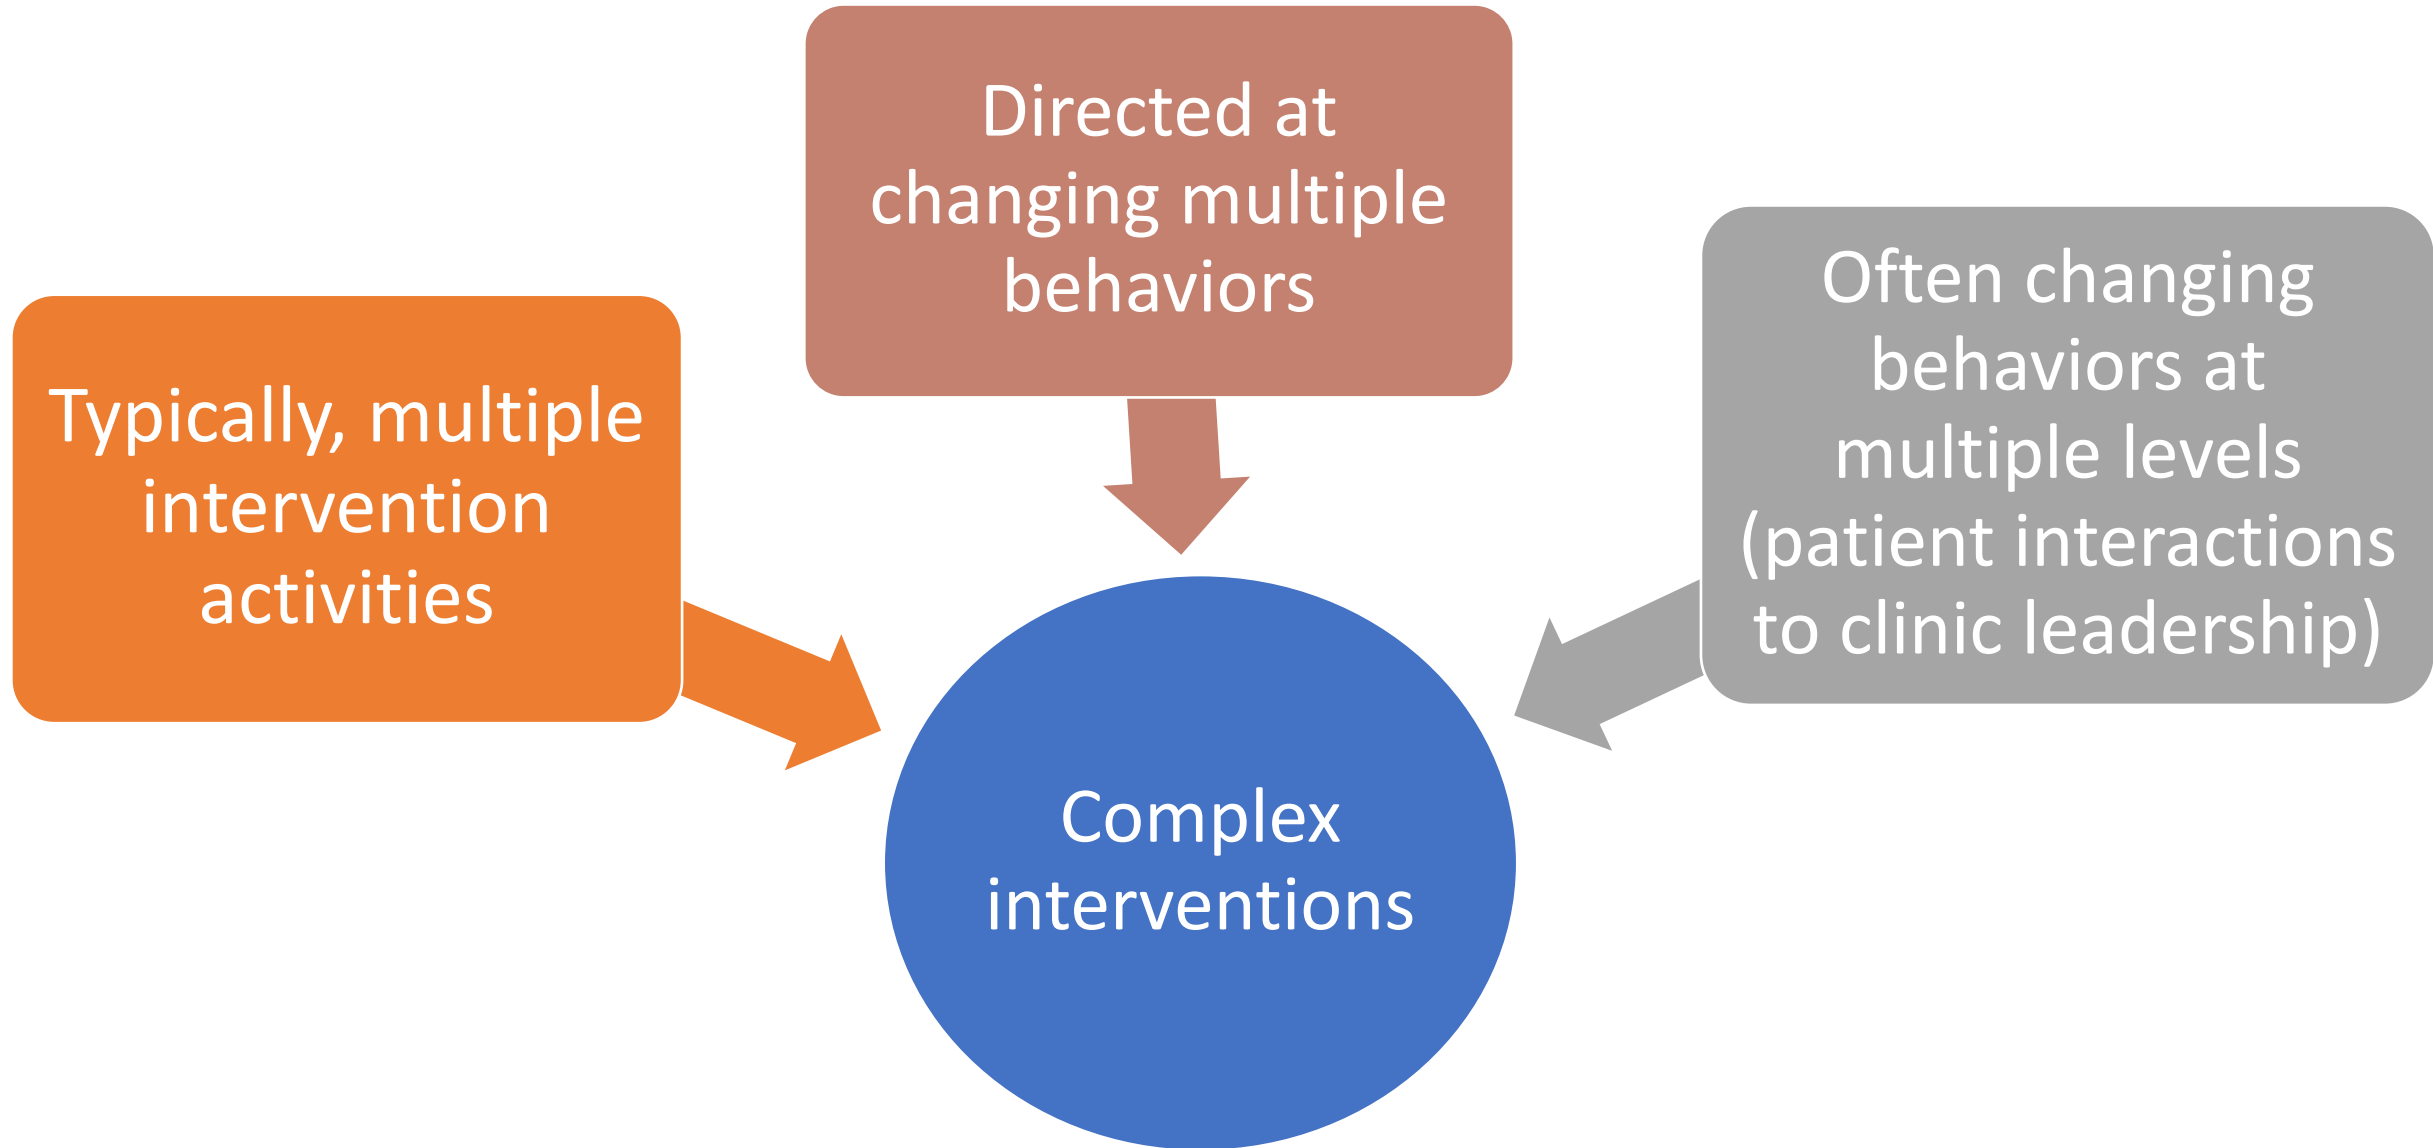 Directed at
changing multiple
behaviors
Typically, multiple
intervention
activities
Often changing
behaviors at
multiple levels
(patient interactions
to clinic leadership)
Complex
interventions